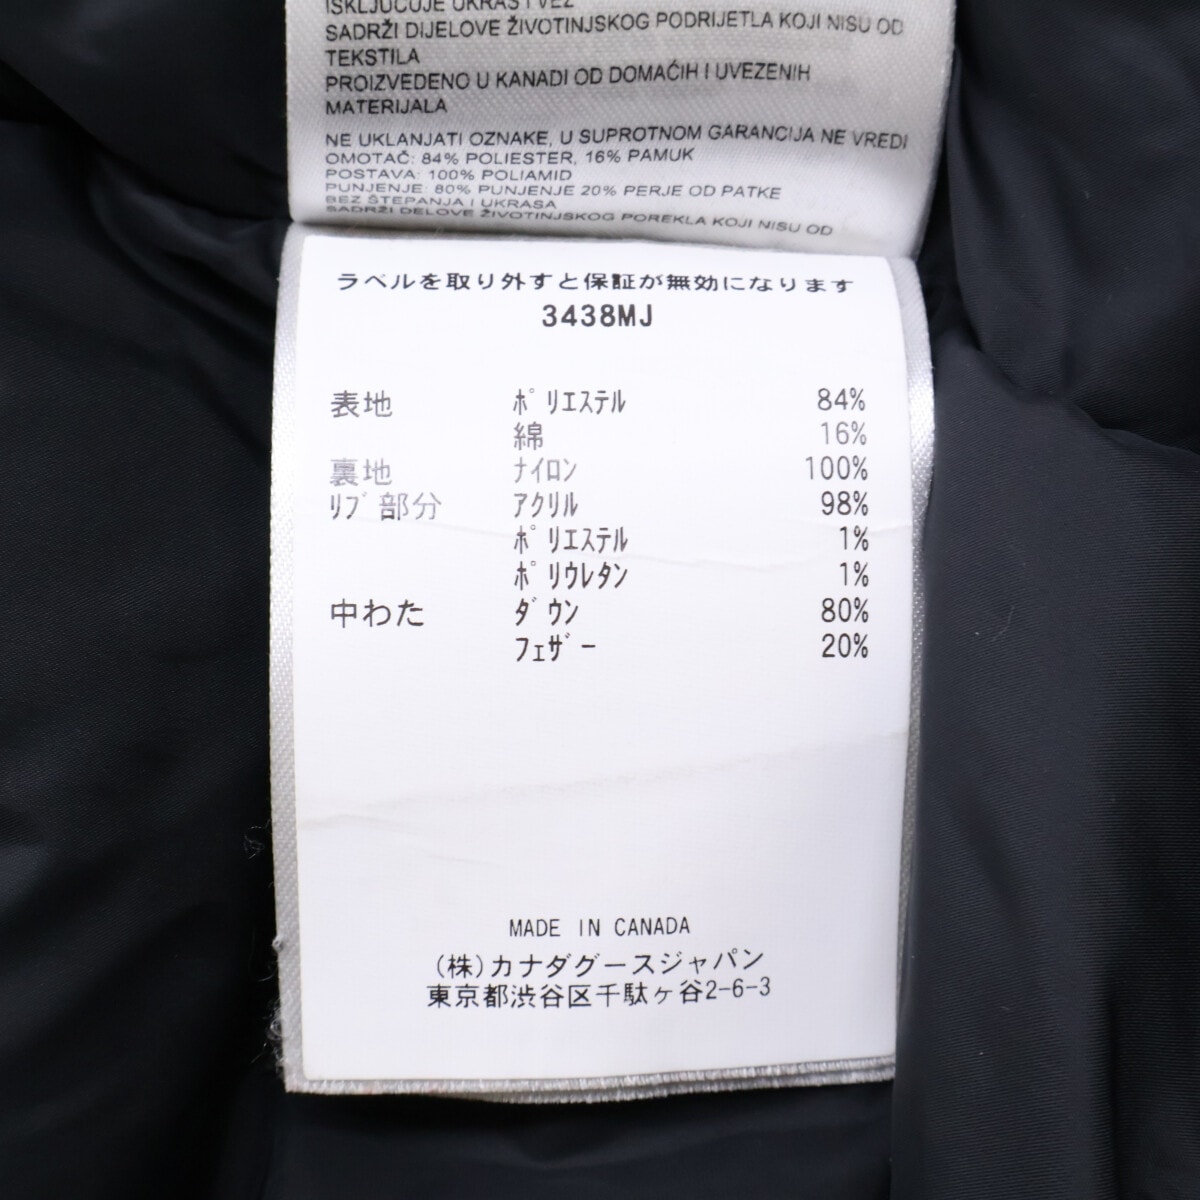 ISKLJUČUJE UKRAS I VEZ
SADRŽI DIJELOVE ŽIVOTINJSKOG PODRIJETLA KOJI NISU OD
TEKSTILA
PROIZVEDENO U KANADI OD DOMAĆIH I UVEZENIH
MATERIJALA
NE UKLANJATI OZNAKE, U SUPROTNOM GARANCIJA NE VREDI
OMOTAČ: 84% POLIESTER, 16% PAMUK
POSTAVA: 100% POLIAMID
PUNJENJE: 80% PUNJENJE 20% PERJE OD PATKE
BEZ ŠTEPANJA I UKRASA
SADRŽI DELOVE ŽIVOTINJSKOG POREKLA KOJI NISU OD
ラベルを取り外すと保証が無効になります
3438MJ
表地 ポリエステル 84%
綿 16%
裏地 ナイロン 100%
リブ部分 アクリル 98%
ポリエステル 1%
ポリウレタン 1%
中わた ダウン 80%
フェザー 20%
MADE IN CANADA
(株)カナダグースジャパン
東京都渋谷区千駄ヶ谷2-6-3